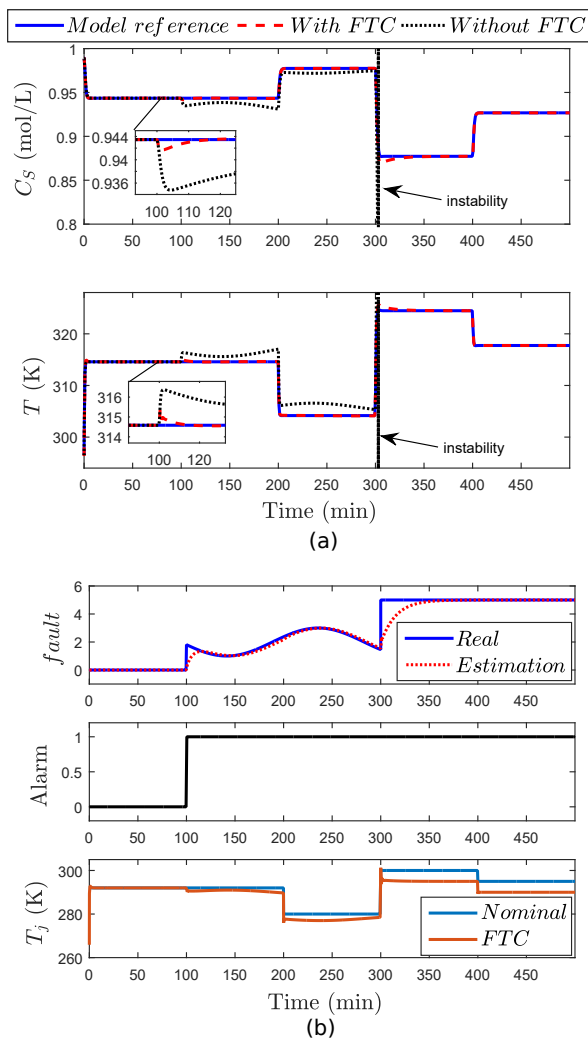 Model reference With FTC Without FTC
C_S (mol/L)
1
0.95
0.9
0.85
0.8
0.944
0.94
0.936
100 110 120
instability
0 50 100 150 200 250 300 350 400 450
T (K)
320
310
300
316
315
314
100 120
instability
0 50 100 150 200 250 300 350 400 450
Time (min)
(a)
fault
6
4
2
0
Real
Estimation
0 50 100 150 200 250 300 350 400 450
Alarm
1
0.5
0
0 50 100 150 200 250 300 350 400 450
T_j (K)
300
280
260
Nominal
FTC
0 50 100 150 200 250 300 350 400 450
Time (min)
(b)